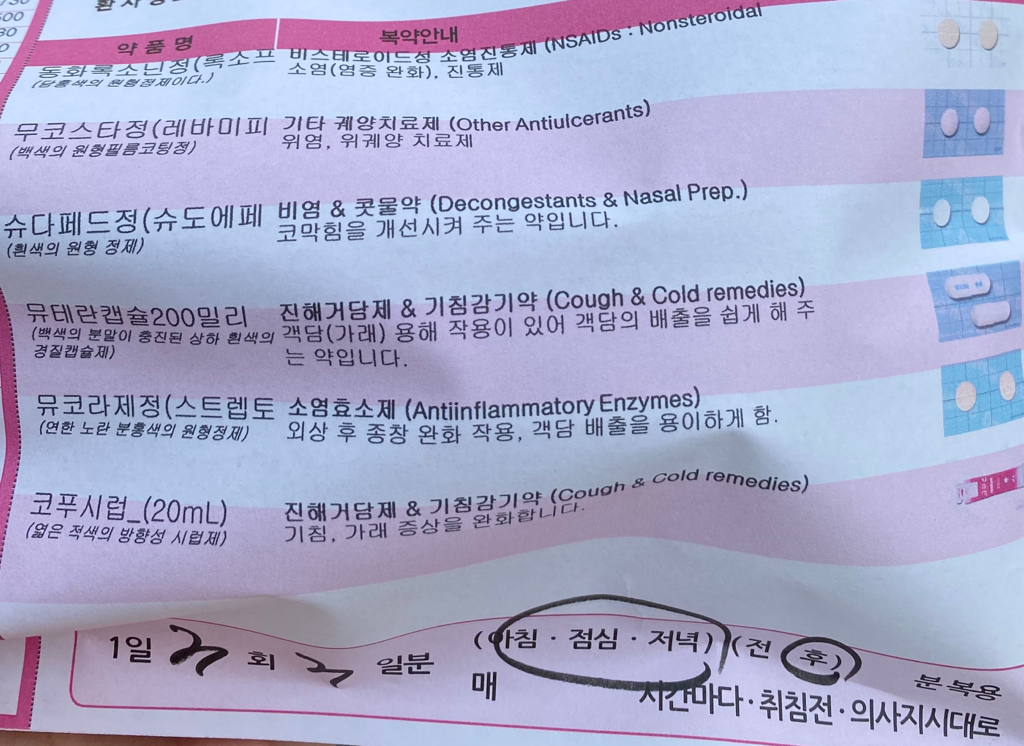 약 품 명 복약안내
동화록소닌정(록소프 비스테로이드성 소염진통제 (NSAIDs : Nonsteroidal
(담홍색의 원형정제이다.) 소염(염증 완화), 진통제
무코스타정(레바미피 기타 궤양치료제 (Other Antiulcerants)
(백색의 원형필름코팅정) 위염, 위궤양 치료제
슈다페드정(슈도에페 비염 & 콧물약 (Decongestants & Nasal Prep.)
(흰색의 원형 정제) 코막힘을 개선시켜 주는 약입니다.
뮤테란캡슐200밀리 진해거담제 & 기침감기약 (Cough & Cold remedies)
(백색의 분말이 충진된 상하 흰색의 객담(가래) 용해 작용이 있어 객담의 배출을 쉽게 해 주
경질캡슐제) 는 약입니다.
뮤코라제정(스트렙토 소염효소제 (Antiinflammatory Enzymes)
(연한 노란 분홍색의 원형정제) 외상 후 종창 완화 작용, 객담 배출을 용이하게 함.
코푸시럽_(20mL) 진해거담제 & 기침감기약 (Cough & Cold remedies)
(엷은 적색의 방향성 시럽제) 기침, 가래 증상을 완화합니다.
1일 회 일분 (아침 · 점심 · 저녁) (전 후) 분 복용
매 시간마다 · 취침전 · 의사지시대로